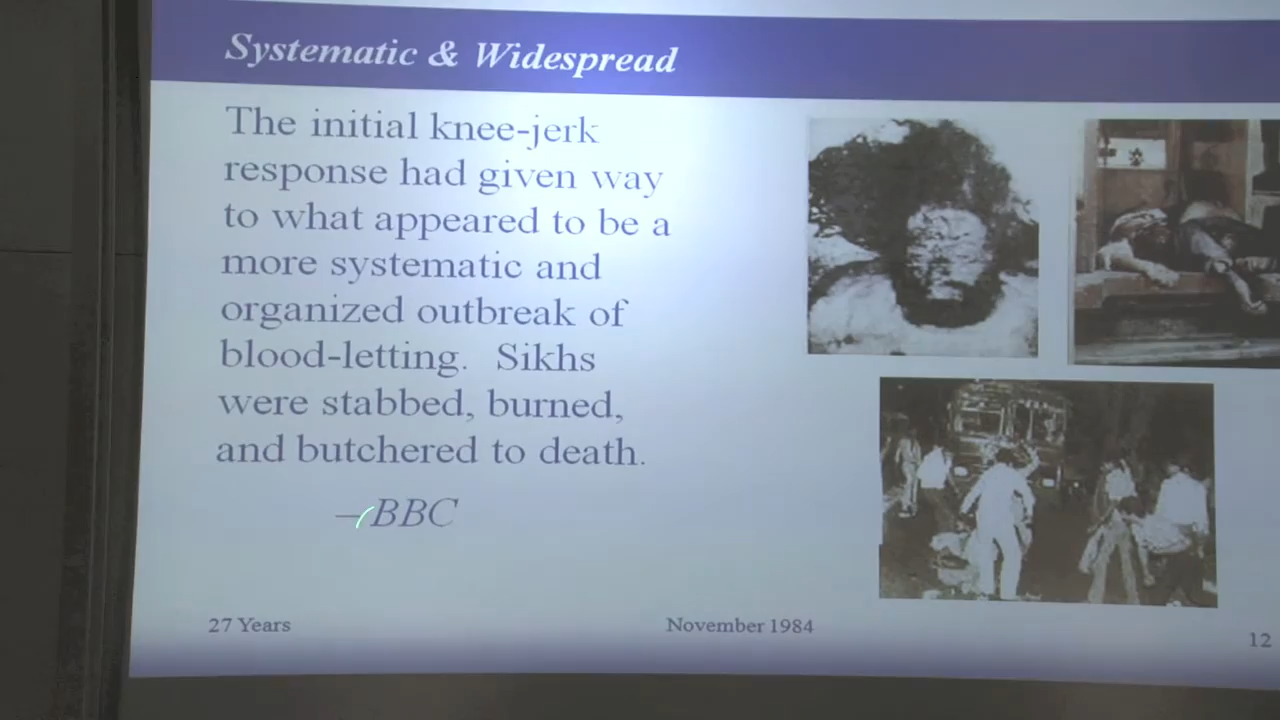 Systematic & Widespread
The initial knee-jerk
response had given way
to what appeared to be a
more systematic and
organized outbreak of
blood-letting.  Sikhs
were stabbed, burned,
and butchered to death.
—BBC
27 Years
November 1984
12